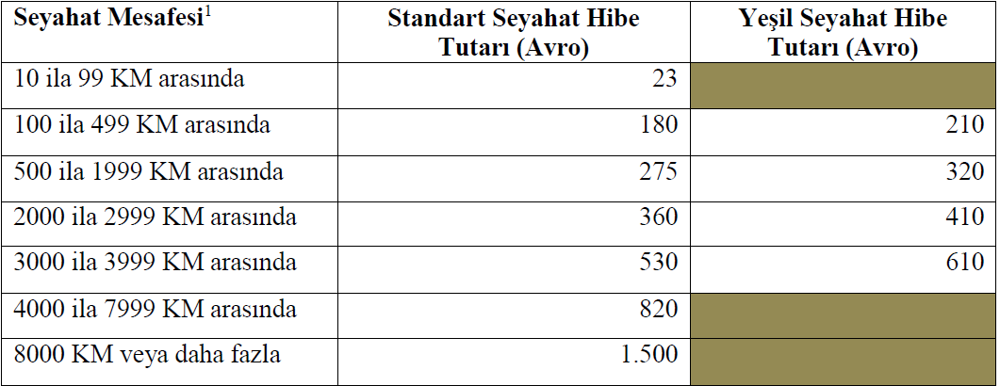 Seyahat Mesafesi¹ Standart Seyahat Hibe Yeşil Seyahat Hibe
Tutarı (Avro) Tutarı (Avro)
10 ila 99 KM arasında 23
100 ila 499 KM arasında 180 210
500 ila 1999 KM arasında 275 320
2000 ila 2999 KM arasında 360 410
3000 ila 3999 KM arasında 530 610
4000 ila 7999 KM arasında 820
8000 KM veya daha fazla 1.500